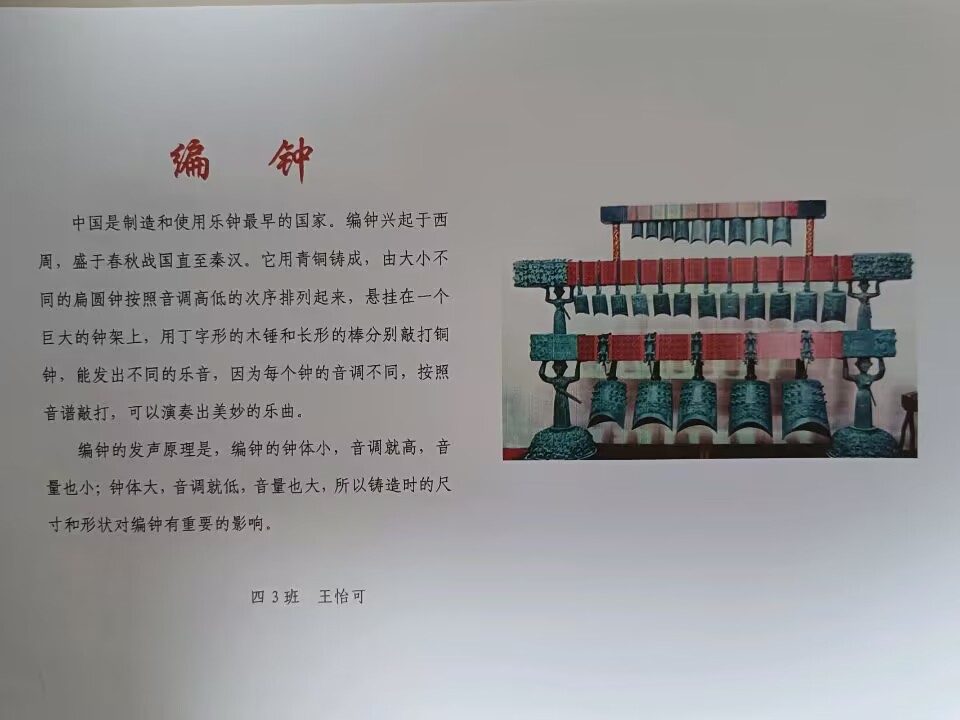 编 钟
中国是制造和使用乐钟最早的国家。编钟兴起于西
周，盛于春秋战国直至秦汉。它用青铜铸成，由大小不
同的扁圆钟按照音调高低的次序排列起来，悬挂在一个
巨大的钟架上，用丁字形的木锤和长形的棒分别敲打铜
钟，能发出不同的乐音，因为每个钟的音调不同，按照
音谱敲打，可以演奏出美妙的乐曲。
编钟的发声原理是，编钟的钟体小，音调就高，音
量也小；钟体大，音调就低，音量也大，所以铸造时的尺
寸和形状对编钟有重要的影响。
四 3 班 王怡可